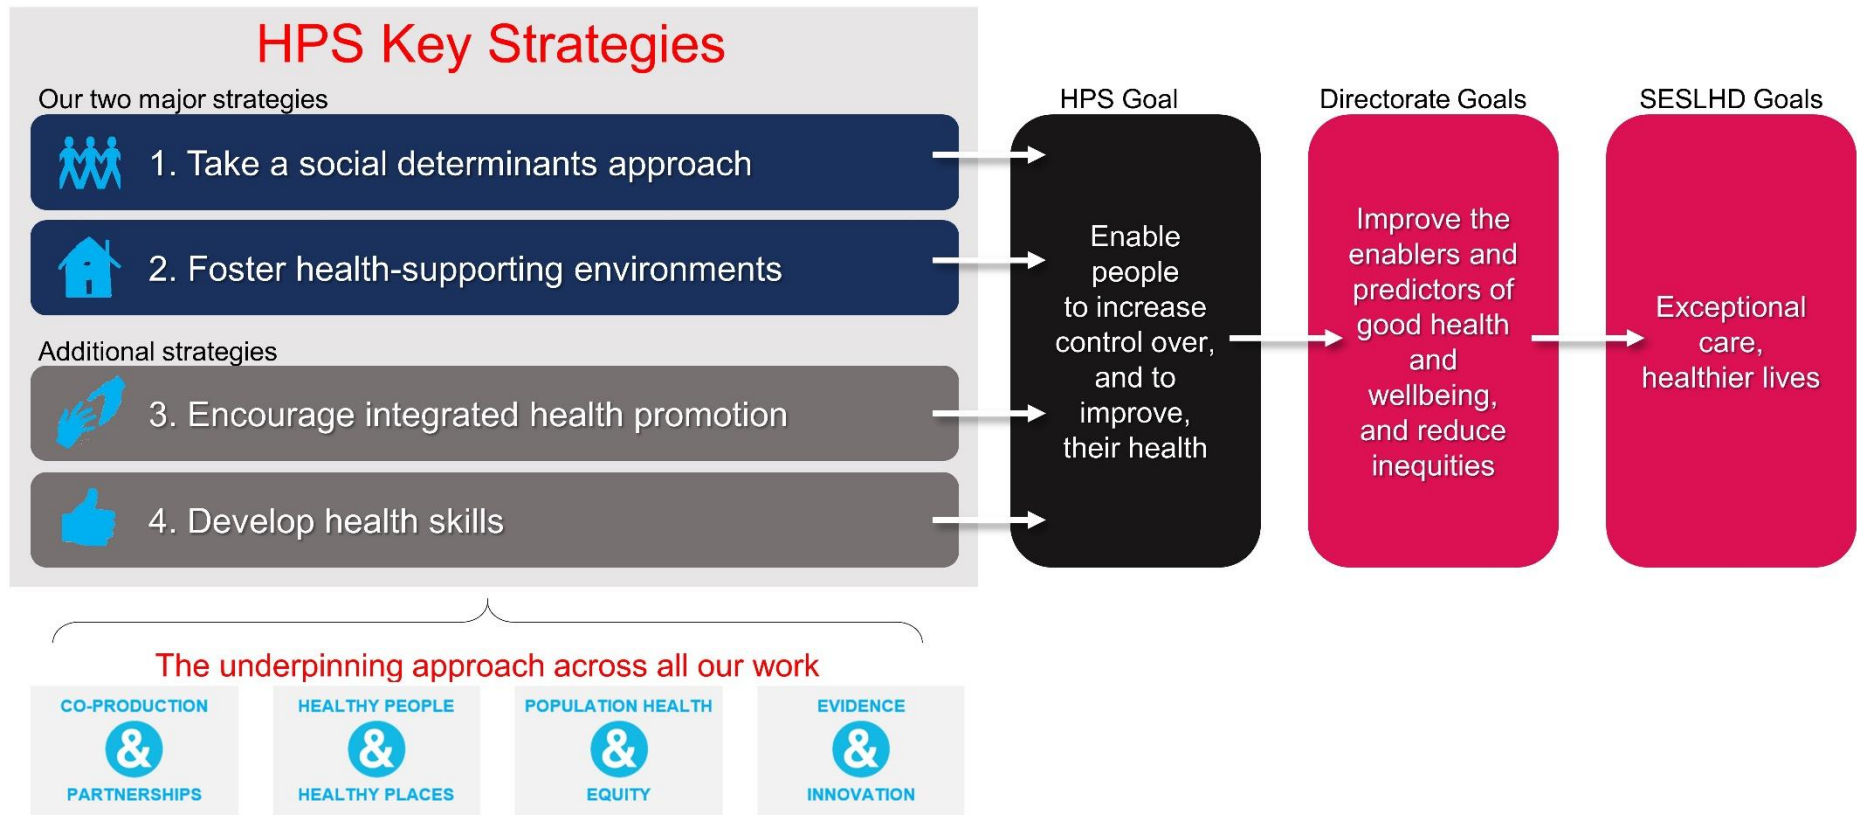 HPS Key Strategies
Our two major strategies
1. Take a social determinants approach
2. Foster health-supporting environments
Additional strategies
3. Encourage integrated health promotion
4. Develop health skills
HPS Goal
Enable
people
to increase
control over,
and to
improve,
their health
Directorate Goals
Improve the
enablers and
predictors of
good health
and
wellbeing,
and reduce
inequities
SESLHD Goals
Exceptional
care,
healthier lives
The underpinning approach across all our work
CO-PRODUCTION
&
PARTNERSHIPS
HEALTHY PEOPLE
&
HEALTHY PLACES
POPULATION HEALTH
&
EQUITY
EVIDENCE
&
INNOVATION